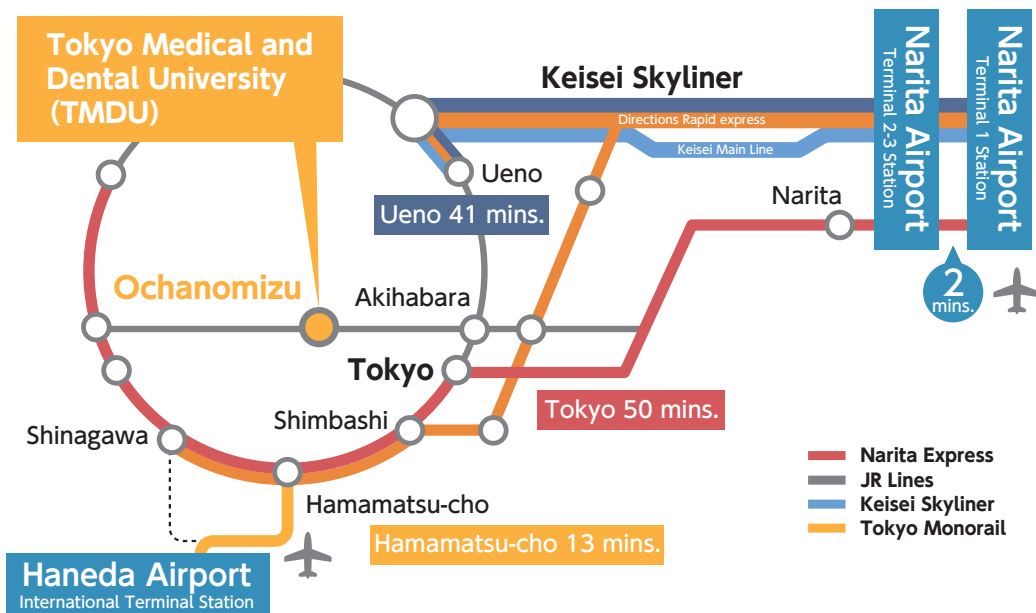 Tokyo Medical and
Dental University
(TMDU)
Keisei Skyliner
Directions Rapid express
Keisei Main Line
Narita Airport
Terminal 2-3 Station
Narita Airport
Terminal 1 Station
Ueno
Ueno 41 mins.
Narita
2
mins.
Ochanomizu
Akihabara
Tokyo
Tokyo 50 mins.
Shimbashi
Shinagawa
Hamamatsu-cho
Hamamatsu-cho 13 mins.
Haneda Airport
International Terminal Station
Narita Express
JR Lines
Keisei Skyliner
Tokyo Monorail